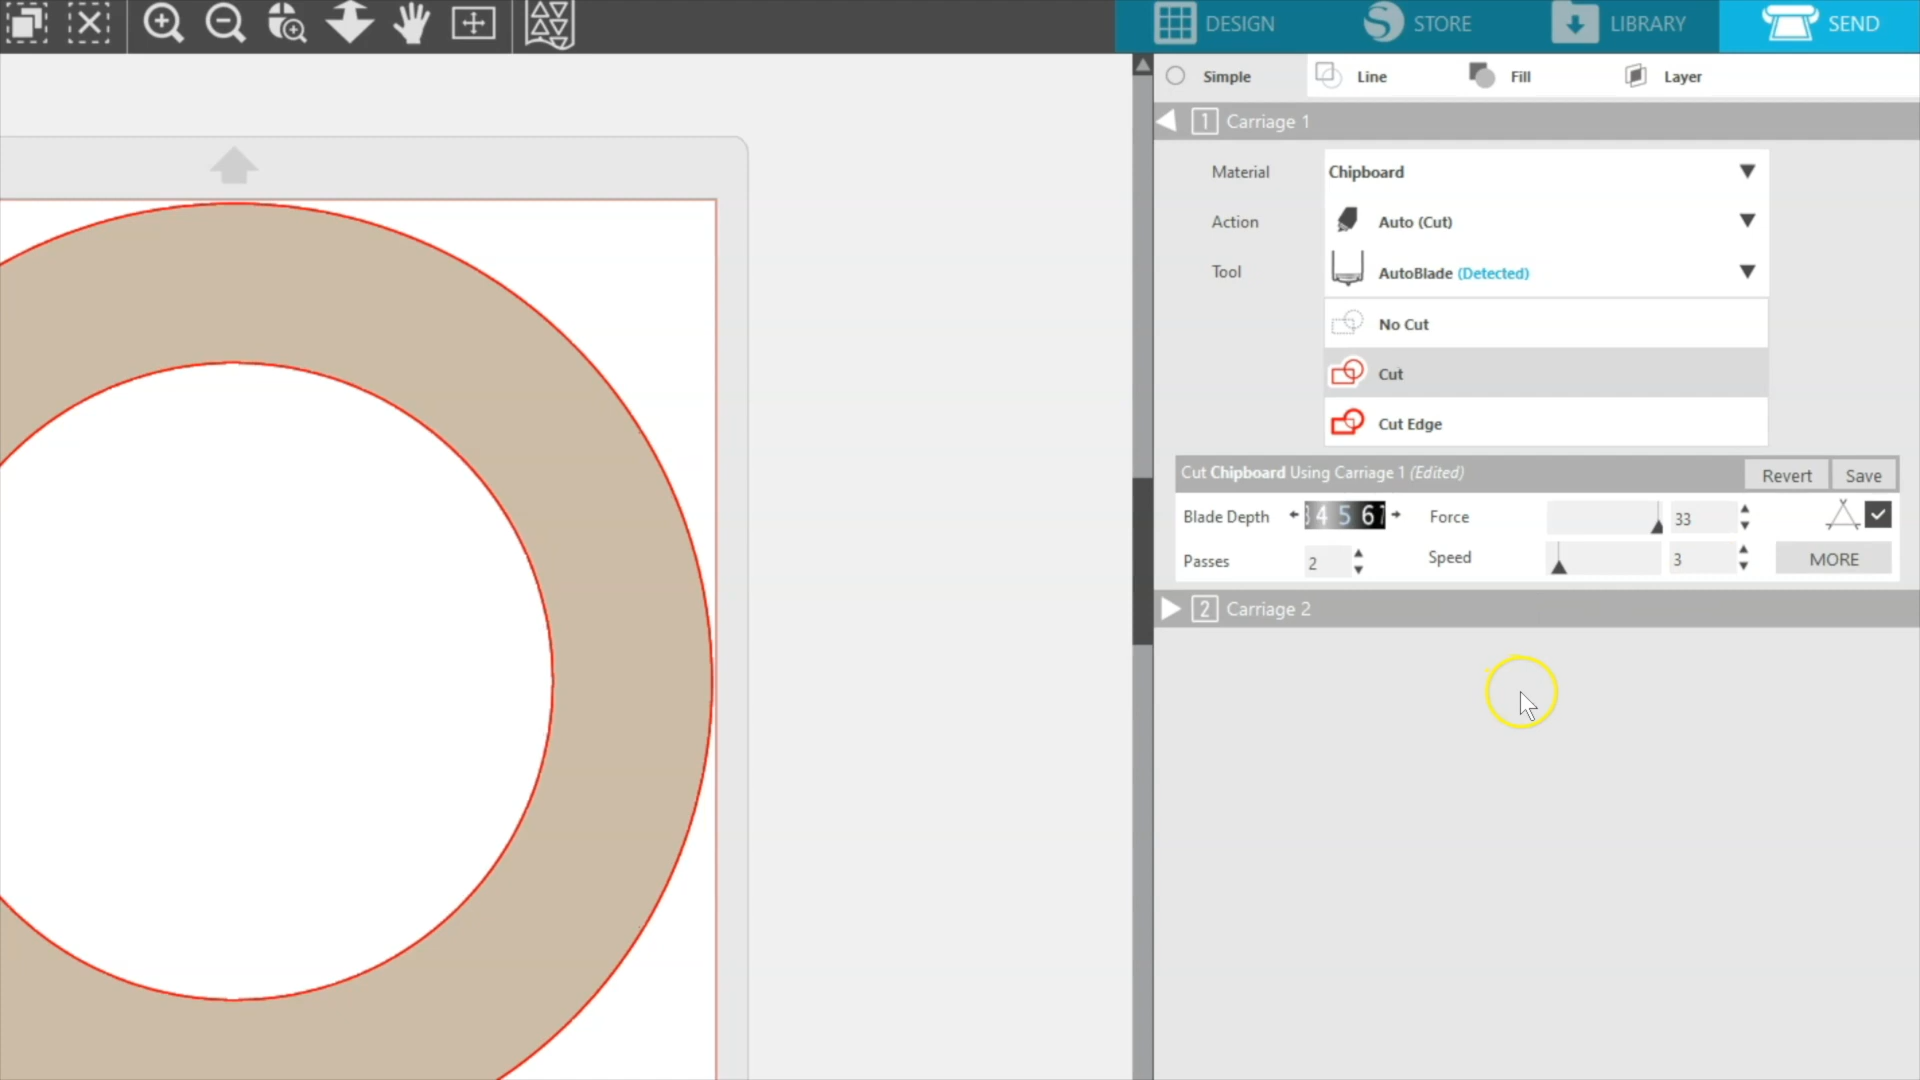 DESIGN
STORE
LIBRARY
SEND
Simple
Line
Fill
Layer
1 Carriage 1
Material
Chipboard
Action
Auto (Cut)
Tool
AutoBlade (Detected)
No Cut
Cut
Cut Edge
Cut Chipboard Using Carriage 1 (Edited)
Revert
Save
Blade Depth
4 5 6
Force
33
Passes
2
Speed
3
MORE
2 Carriage 2